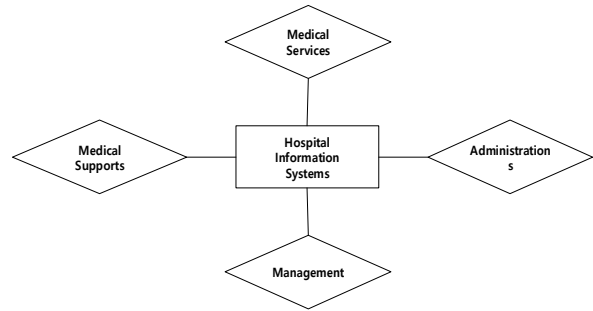 Medical
Services
Medical
Supports
Hospital
Information
Systems
Administration
s
Management